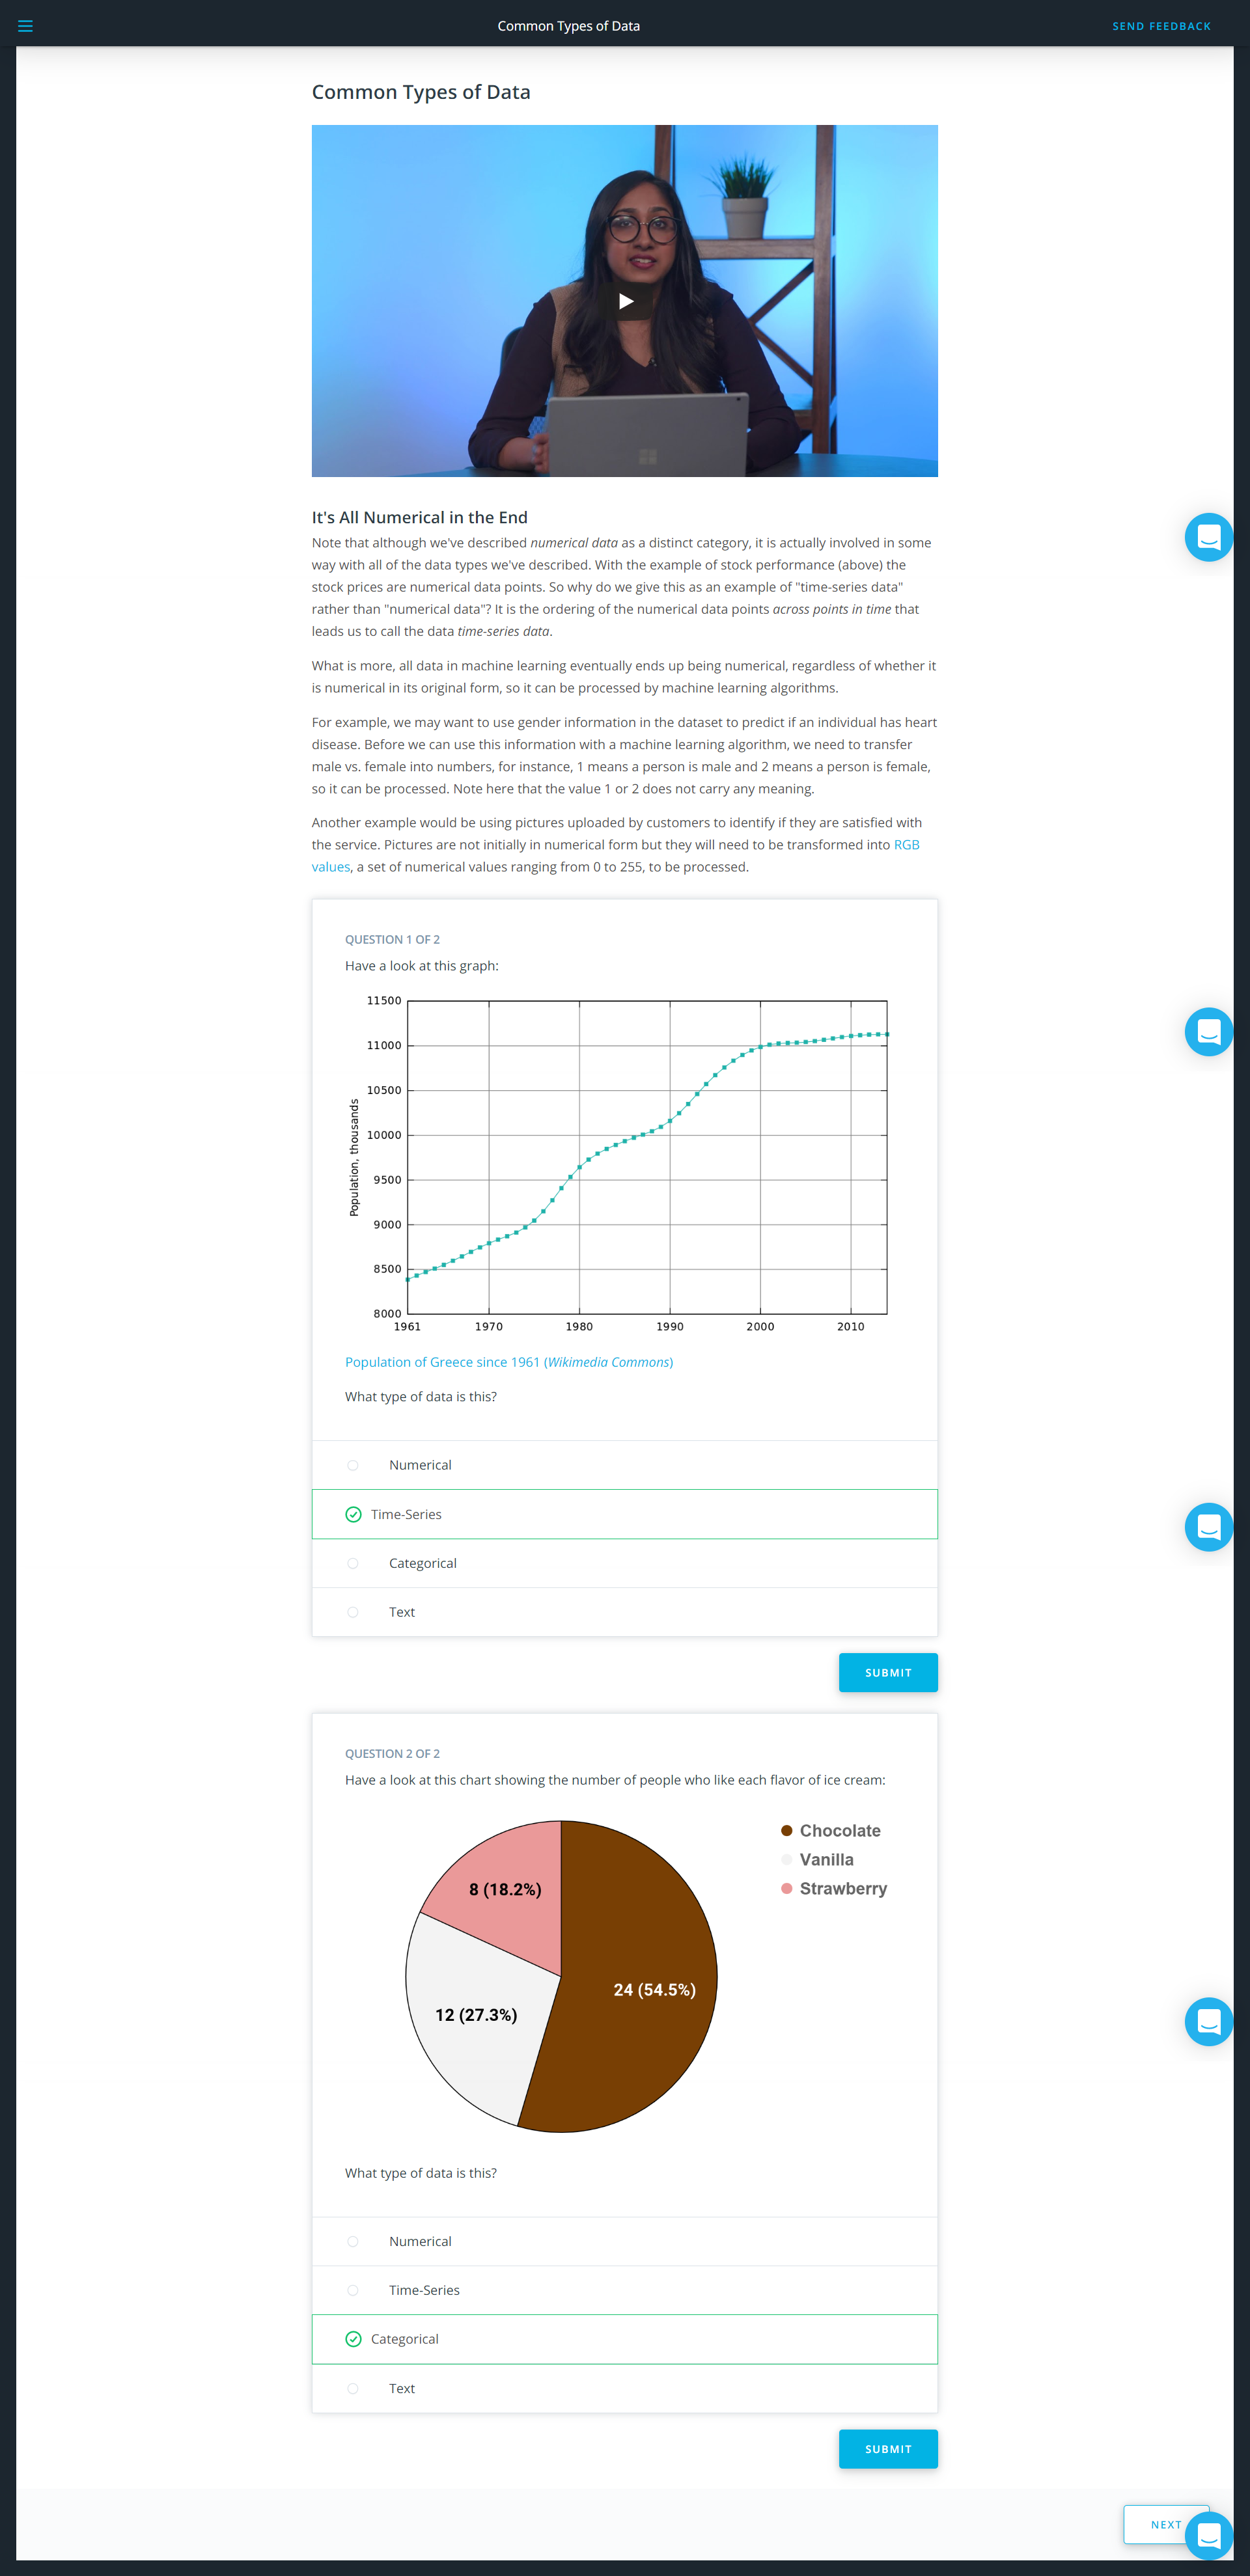 Common Types of Data
SEND FEEDBACK
Common Types of Data
It's All Numerical in the End
Note that although we've described numerical data as a distinct category, it is actually involved in some
way with all of the data types we've described. With the example of stock performance (above) the
stock prices are numerical data points. So why do we give this as an example of "time-series data"
rather than "numerical data"? It is the ordering of the numerical data points across points in time that
leads us to call the data time-series data.
What is more, all data in machine learning eventually ends up being numerical, regardless of whether it
is numerical in its original form, so it can be processed by machine learning algorithms.
For example, we may want to use gender information in the dataset to predict if an individual has heart
disease. Before we can use this information with a machine learning algorithm, we need to transfer
male vs. female into numbers, for instance, 1 means a person is male and 2 means a person is female,
so it can be processed. Note here that the value 1 or 2 does not carry any meaning.
Another example would be using pictures uploaded by customers to identify if they are satisfied with
the service. Pictures are not initially in numerical form but they will need to be transformed into RGB
values, a set of numerical values ranging from 0 to 255, to be processed.
QUESTION 1 OF 2
Have a look at this graph:
11500
11000
10500
10000
9500
9000
8500
8000
Population, thousands
1961 1970 1980 1990 2000 2010
Population of Greece since 1961 (Wikimedia Commons)
What type of data is this?
Numerical
Time-Series
Categorical
Text
SUBMIT
QUESTION 2 OF 2
Have a look at this chart showing the number of people who like each flavor of ice cream:
Chocolate
Vanilla
Strawberry
8 (18.2%)
24 (54.5%)
12 (27.3%)
What type of data is this?
Numerical
Time-Series
Categorical
Text
SUBMIT
NEXT